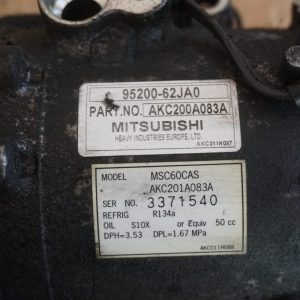 95200-62JA0
PART.NO. AKC200A083A
MITSUBISHI
HEAVY INDUSTRIES EUROPE, LTD.
AKC011H087
MODEL MSC60CAS
AKC201A083A
SER NO. 3371540
REFRIG R134a
OIL S10X or Equiv 50 cc
DPH=3.53 DPL=1.67 MPa
AKC011H088